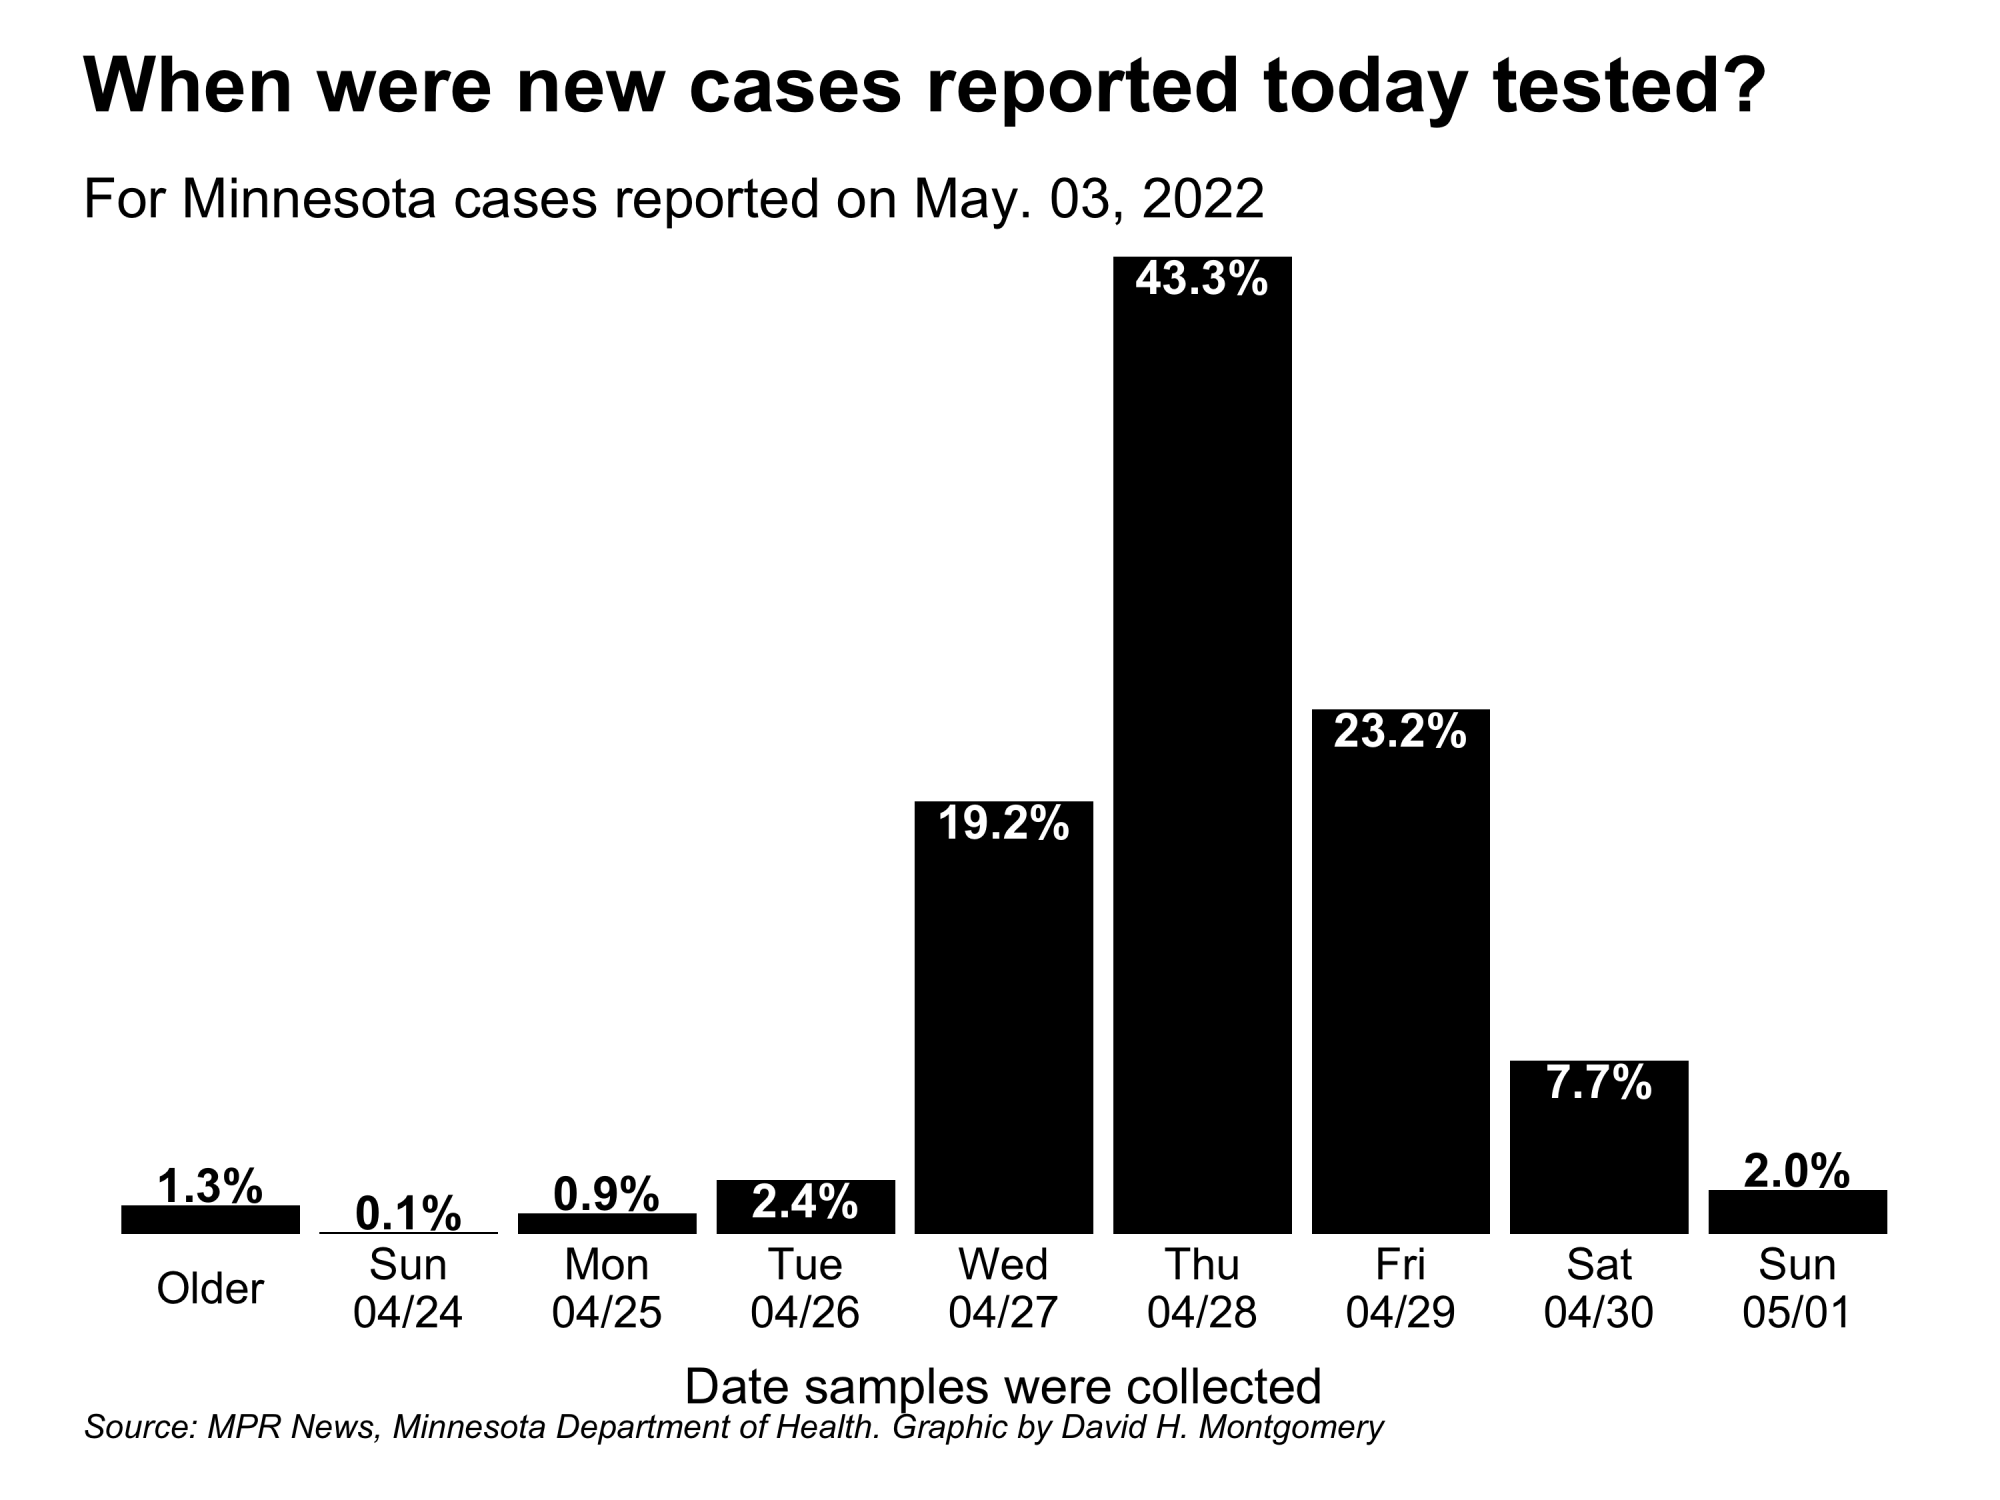 When were new cases reported today tested?
For Minnesota cases reported on May. 03, 2022
43.3%
23.2%
19.2%
7.7%
1.3%
0.1%
0.9%
2.4%
2.0%
Older
Sun
04/24
Mon
04/25
Tue
04/26
Wed
04/27
Thu
04/28
Fri
04/29
Sat
04/30
Sun
05/01
Date samples were collected
Source: MPR News, Minnesota Department of Health. Graphic by David H. Montgomery